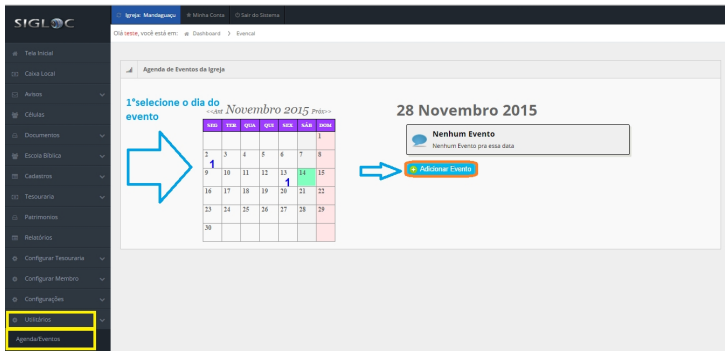 SIGLOC
Igreja: Mandaguaçu
Minha Conta
Sair do Sistema
Olá tesse, você está em: Dashboard > Evencal
Tela Inicial
Caixa Local
Avisos
Células
Documentos
Escola Bíblica
Cadastros
Tesouraria
Patrimonios
Relatórios
Configurar Tesouraria
Configurar Membro
Configurações
Utilitários
Agenda/Eventos
Agenda de Eventos da Igreja
1ºselecione o dia do
evento
<<Ant Novembro 2015 Próx>>
SEG TER QUA QUI SEX SÁB DOM
1
2 3 4 5 6 7 8
1
9 10 11 12 13 14 15
1
16 17 18 19 20 21 22
23 24 25 26 27 28 29
30
28 Novembro 2015
Nenhum Evento
Nenhum Evento pra essa data
Adicionar Evento